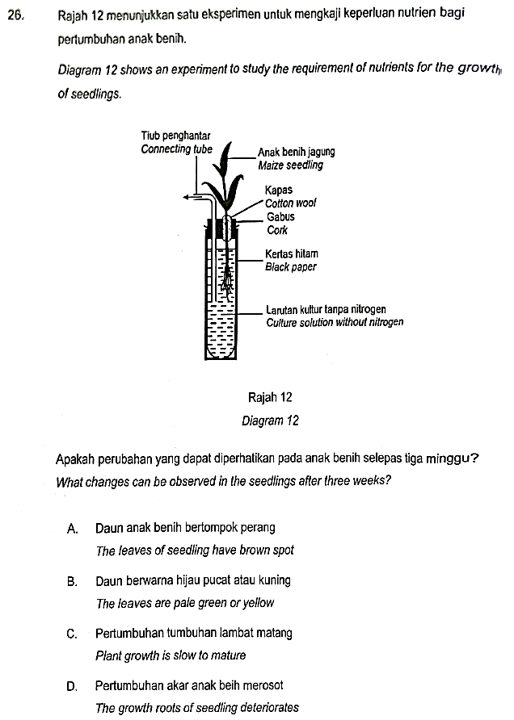 26. Rajah 12 menunjukkan satu eksperimen untuk mengkaji keperluan nutrien bagi
pertumbuhan anak benih.
Diagram 12 shows an experiment to study the requirement of nutrients for the growth
of seedlings.
Tiub penghantar
Connecting tube
Anak benih jagung
Maize seedling
Kapas
Cotton wool
Gabus
Cork
Kertas hitam
Black paper
Larutan kultur tanpa nitrogen
Culture solution without nitrogen
Rajah 12
Diagram 12
Apakah perubahan yang dapat diperhatikan pada anak benih selepas tiga minggu?
What changes can be observed in the seedlings after three weeks?
A. Daun anak benih bertompok perang
The leaves of seedling have brown spot
B. Daun berwarna hijau pucat atau kuning
The leaves are pale green or yellow
C. Pertumbuhan tumbuhan lambat matang
Plant growth is slow to mature
D. Pertumbuhan akar anak beih merosot
The growth roots of seedling deteriorates